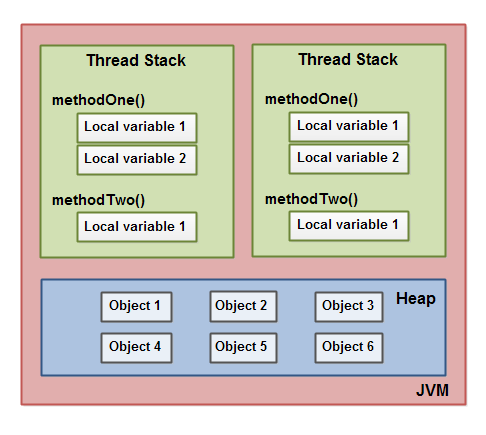 Thread Stack
methodOne()
Local variable 1
Local variable 2
methodTwo()
Local variable 1
Thread Stack
methodOne()
Local variable 1
Local variable 2
methodTwo()
Local variable 1
Heap
Object 1 Object 2 Object 3
Object 4 Object 5 Object 6
JVM